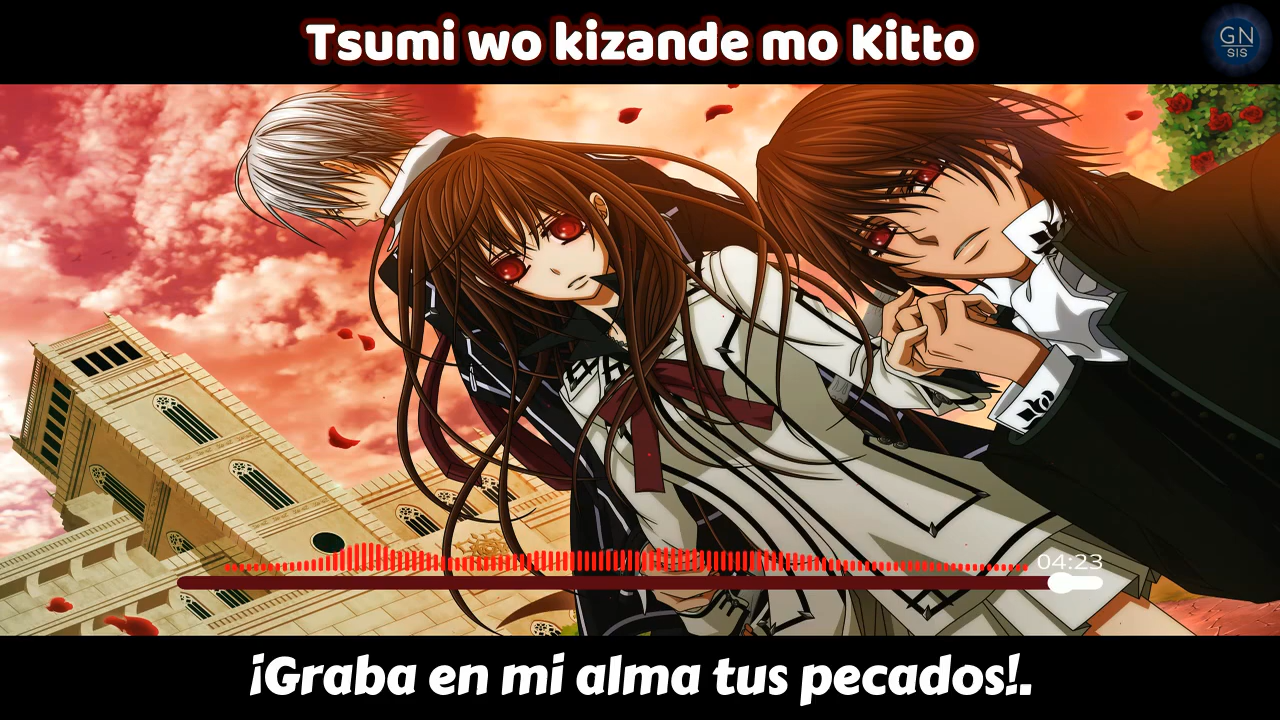 Tsumi wo kizande mo Kitto
GN
SIS
04:23
¡Graba en mi alma tus pecados!.